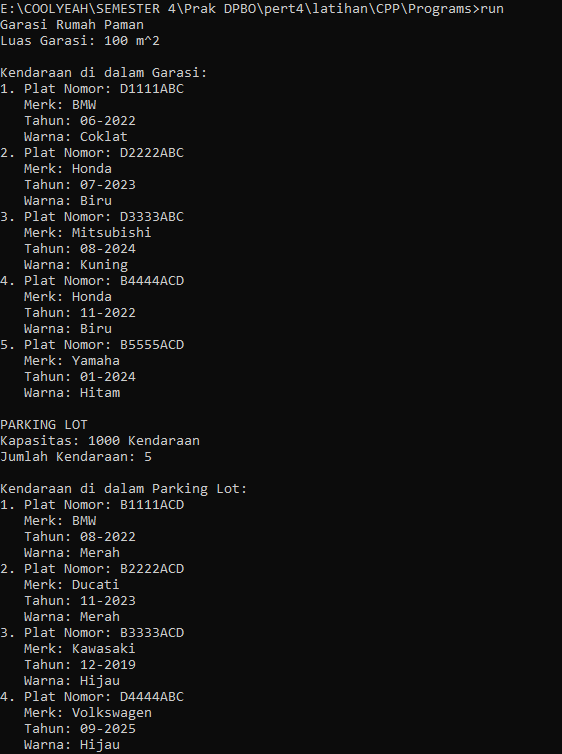 E:\COOLYEAH\SEMESTER 4\Prak DPBO\pert4\latihan\CPP\Programs>run
Garasi Rumah Paman
Luas Garasi: 100 m^2
Kendaraan di dalam Garasi:
1. Plat Nomor: D1111ABC
Merk: BMW
Tahun: 06-2022
Warna: Coklat
2. Plat Nomor: D2222ABC
Merk: Honda
Tahun: 07-2023
Warna: Biru
3. Plat Nomor: D3333ABC
Merk: Mitsubishi
Tahun: 08-2024
Warna: Kuning
4. Plat Nomor: B4444ACD
Merk: Honda
Tahun: 11-2022
Warna: Biru
5. Plat Nomor: B5555ACD
Merk: Yamaha
Tahun: 01-2024
Warna: Hitam
PARKING LOT
Kapasitas: 1000 Kendaraan
Jumlah Kendaraan: 5
Kendaraan di dalam Parking Lot:
1. Plat Nomor: B1111ACD
Merk: BMW
Tahun: 08-2022
Warna: Merah
2. Plat Nomor: B2222ACD
Merk: Ducati
Tahun: 11-2023
Warna: Merah
3. Plat Nomor: B3333ACD
Merk: Kawasaki
Tahun: 12-2019
Warna: Hijau
4. Plat Nomor: D4444ABC
Merk: Volkswagen
Tahun: 09-2025
Warna: Hijau